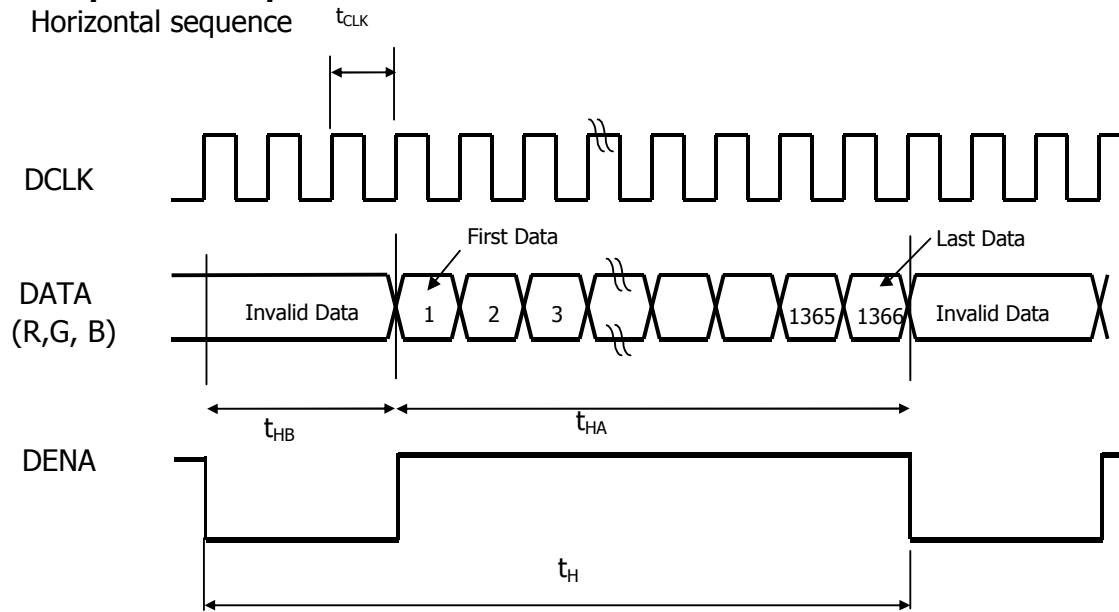 Horizontal sequence
tCLK
DCLK
First Data
Last Data
DATA
(R,G, B)
Invalid Data 1 2 3 1365 1366 Invalid Data
tHB
tHA
DENA
tH